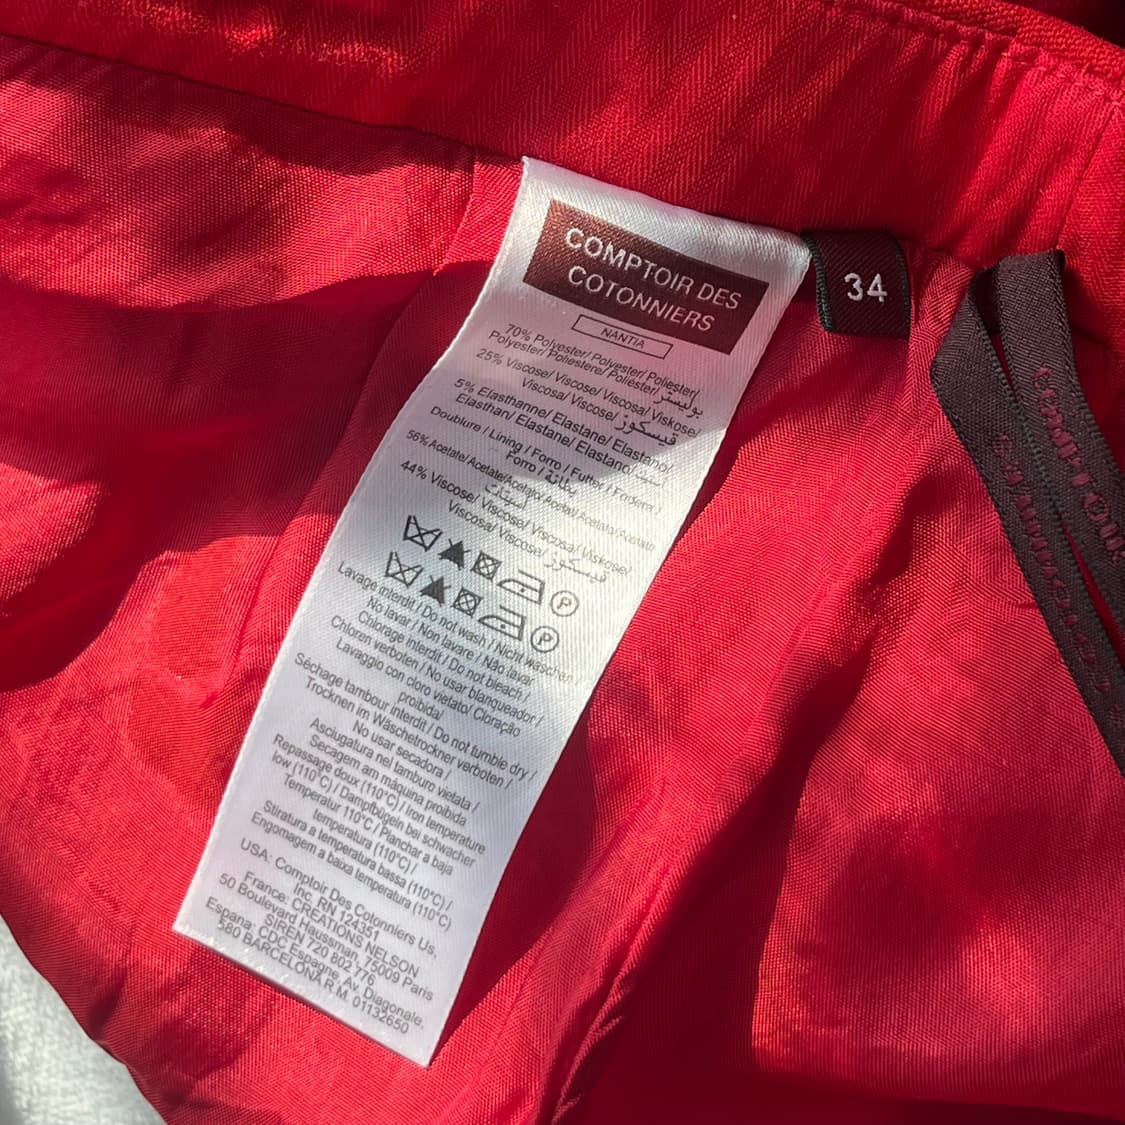 COMPTOIR DES
COTONNIERS
34
NANTIA
70% Polyester/ Polyester/ Poliester/
Polyester/ Poliestere/ Poliéster/ بوليستر
25% Viscose/ Viscose/ Viscosa/ Viskose/
Viscosa/ Viscose/ فيسكوز
5% Elasthanne/ Elastane/ Elastano/
Elasthan/ Elastane/ Elastano/
Doublure / Lining / Forro / Futter / Fodera /
Forro / بطانة
56% Acetate/ Acetate/Acetato/ Acetat/ Acetato/ Acetato
أسيتات
44% Viscose/ Viscose/ Viscosa/ Viskose/
Viscosa/ Viscose/ فيسكوز
P
P
Lavage interdit / Do not wash / Nicht waschen /
No lavar / Non lavare / Não lavar
Chlorage interdit / Do not bleach /
Chloren verboten / No usar blanqueador /
Lavaggio con cloro vietato/ Cloração
proibida/
Séchage tambour interdit / Do not tumble dry /
Trocknen im Wäschetrockner verboten /
No usar secadora /
Asciugatura nel tamburo vietata /
Secagem am máquina proibida
Repassage doux (110°C) / Iron temperature
low (110°C) / Dampfbügeln bei schwacher
Temperatur 110°C / Planchar a baja
temperatura (110°C) /
Stiratura a temperatura bassa (110°C) /
Engomagem a baixa temperatura (110°C)
USA: Comptoir Des Cotonniers Us,
Inc. RN 124351
France: CREATIONS NELSON
50 Boulevard Haussman, 75009 Paris
SIREN 720 802 776
Espana: CDC Espagne, Av. Diagonale,
580 BARCELONA R.M. 01132650
COMPTOIR